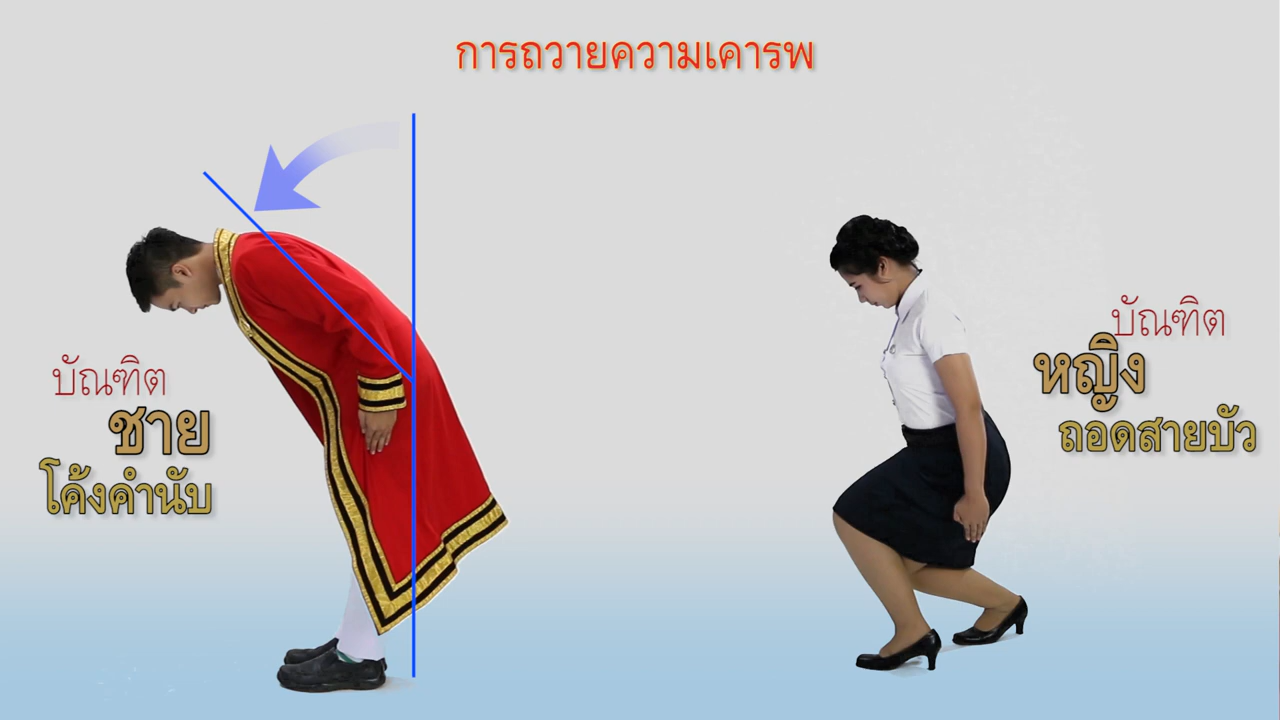 การถวายความเคารพ
บัณฑิต
ชาย
โค้งคำนับ
บัณฑิต
หญิง
ถอดสายบัว